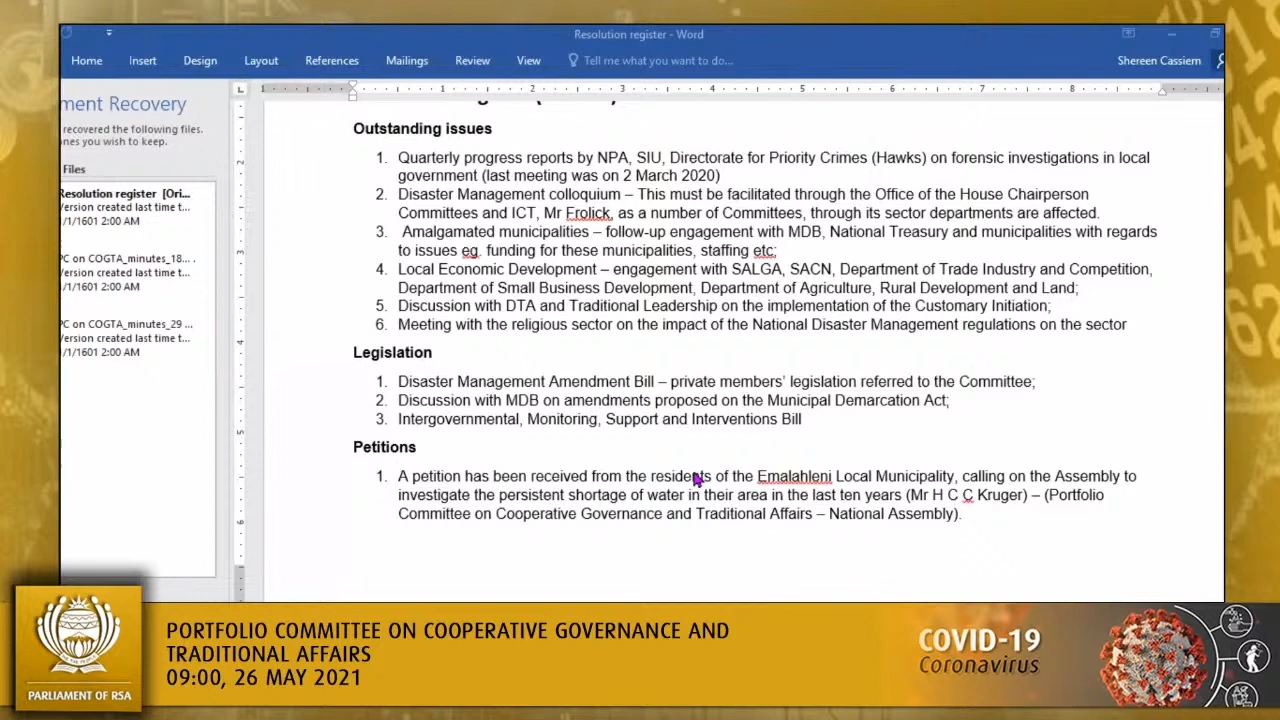 Resolution register - Word
Home Insert Design Layout References Mailings Review View Tell me what you want to do... Shereen Cassiem
ment Recovery
recovered the following files.
ones you wish to keep.
Files
Resolution register [Ori...
Version created last time t...
1/1/1601 2:00 AM
PC on COGTA_minutes_18... .
Version created last time t...
1/1/1601 2:00 AM
PC on COGTA_minutes_29 ...
Version created last time t...
1/1/1601 2:00 AM
Outstanding issues
1. Quarterly progress reports by NPA, SIU, Directorate for Priority Crimes (Hawks) on forensic investigations in local
government (last meeting was on 2 March 2020)
2. Disaster Management colloquium – This must be facilitated through the Office of the House Chairperson
Committees and ICT, Mr Frolick, as a number of Committees, through its sector departments are affected.
3. Amalgamated municipalities – follow-up engagement with MDB, National Treasury and municipalities with regards
to issues eg. funding for these municipalities, staffing etc;
4. Local Economic Development – engagement with SALGA, SACN, Department of Trade Industry and Competition,
Department of Small Business Development, Department of Agriculture, Rural Development and Land;
5. Discussion with DTA and Traditional Leadership on the implementation of the Customary Initiation;
6. Meeting with the religious sector on the impact of the National Disaster Management regulations on the sector
Legislation
1. Disaster Management Amendment Bill – private members' legislation referred to the Committee;
2. Discussion with MDB on amendments proposed on the Municipal Demarcation Act;
3. Intergovernmental, Monitoring, Support and Interventions Bill
Petitions
1. A petition has been received from the residents of the Emalahleni Local Municipality, calling on the Assembly to
investigate the persistent shortage of water in their area in the last ten years (Mr H C C Kruger) – (Portfolio
Committee on Cooperative Governance and Traditional Affairs – National Assembly).
PARLIAMENT OF RSA
PORTFOLIO COMMITTEE ON COOPERATIVE GOVERNANCE AND
TRADITIONAL AFFAIRS
09:00, 26 MAY 2021
COVID-19
Coronavirus